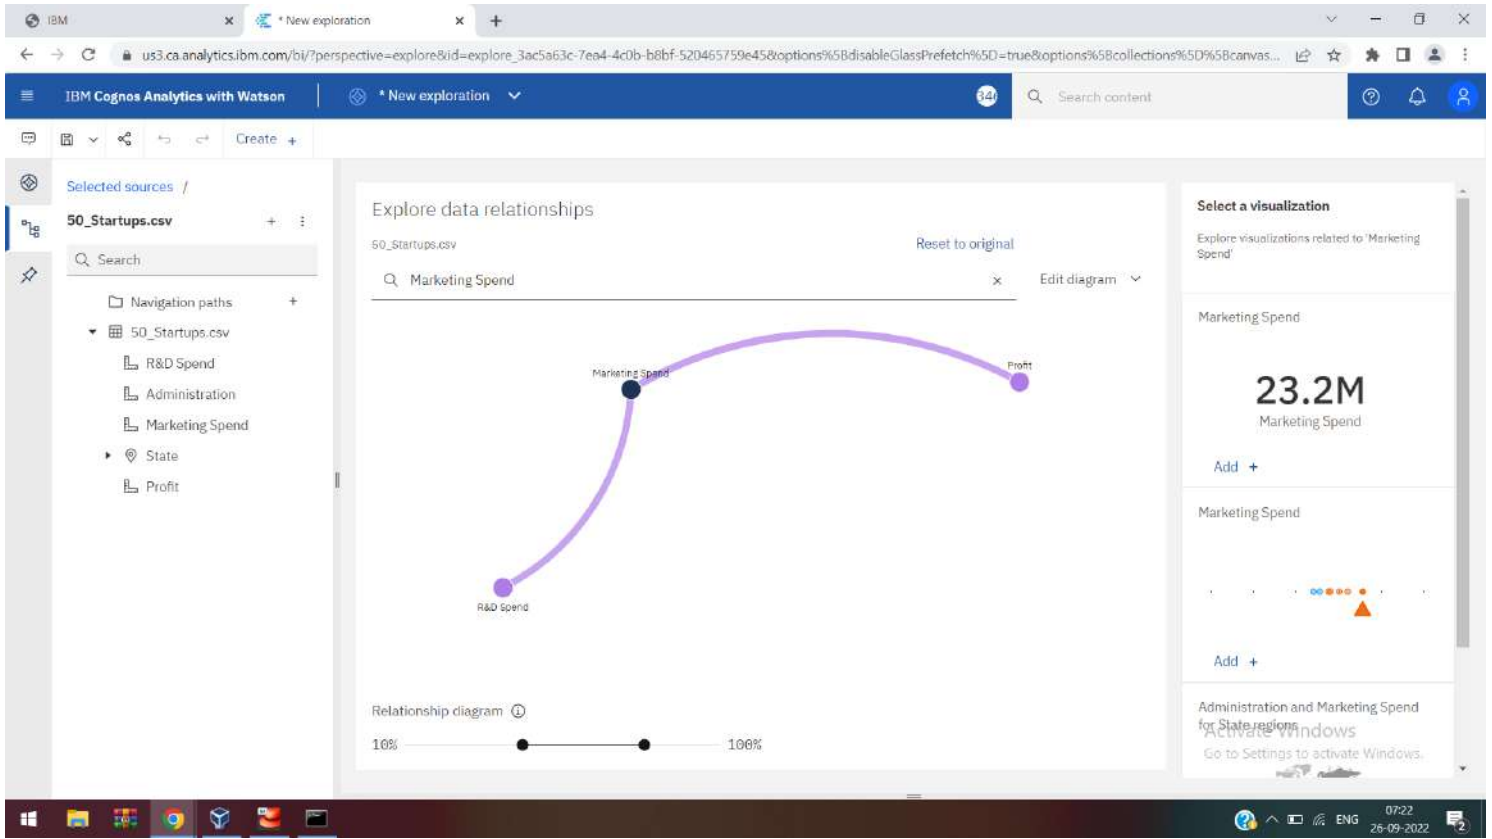 IBM
* New exploration
us3.ca.analytics.ibm.com/bi/?perspective=explore&id=explore_3ac5a63c-7ea4-4c0b-b8bf-520465759e45&options%5BdisableGlassPrefetch%5D=true&options%5Bcollections%5D%5Bcanvas...
IBM Cognos Analytics with Watson
* New exploration
Search content
Create +
Selected sources /
50_Startups.csv
Search
Navigation paths
50_Startups.csv
R&D Spend
Administration
Marketing Spend
State
Profit
Explore data relationships
50_Startups.csv
Reset to original
Marketing Spend
Edit diagram
Marketing Spend
Profit
R&D Spend
Relationship diagram
10%
100%
Select a visualization
Explore visualizations related to 'Marketing
Spend'
Marketing Spend
23.2M
Marketing Spend
Add +
Marketing Spend
Add +
Administration and Marketing Spend
for State regions
Activate Windows
Go to Settings to activate Windows.
ENG
07:22
26-09-2022
2